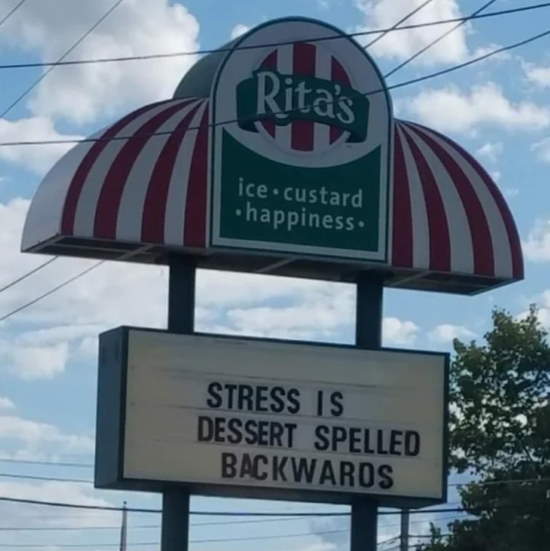 Rita's
ice • custard
• happiness •
STRESS IS
DESSERT SPELLED
BACKWARDS